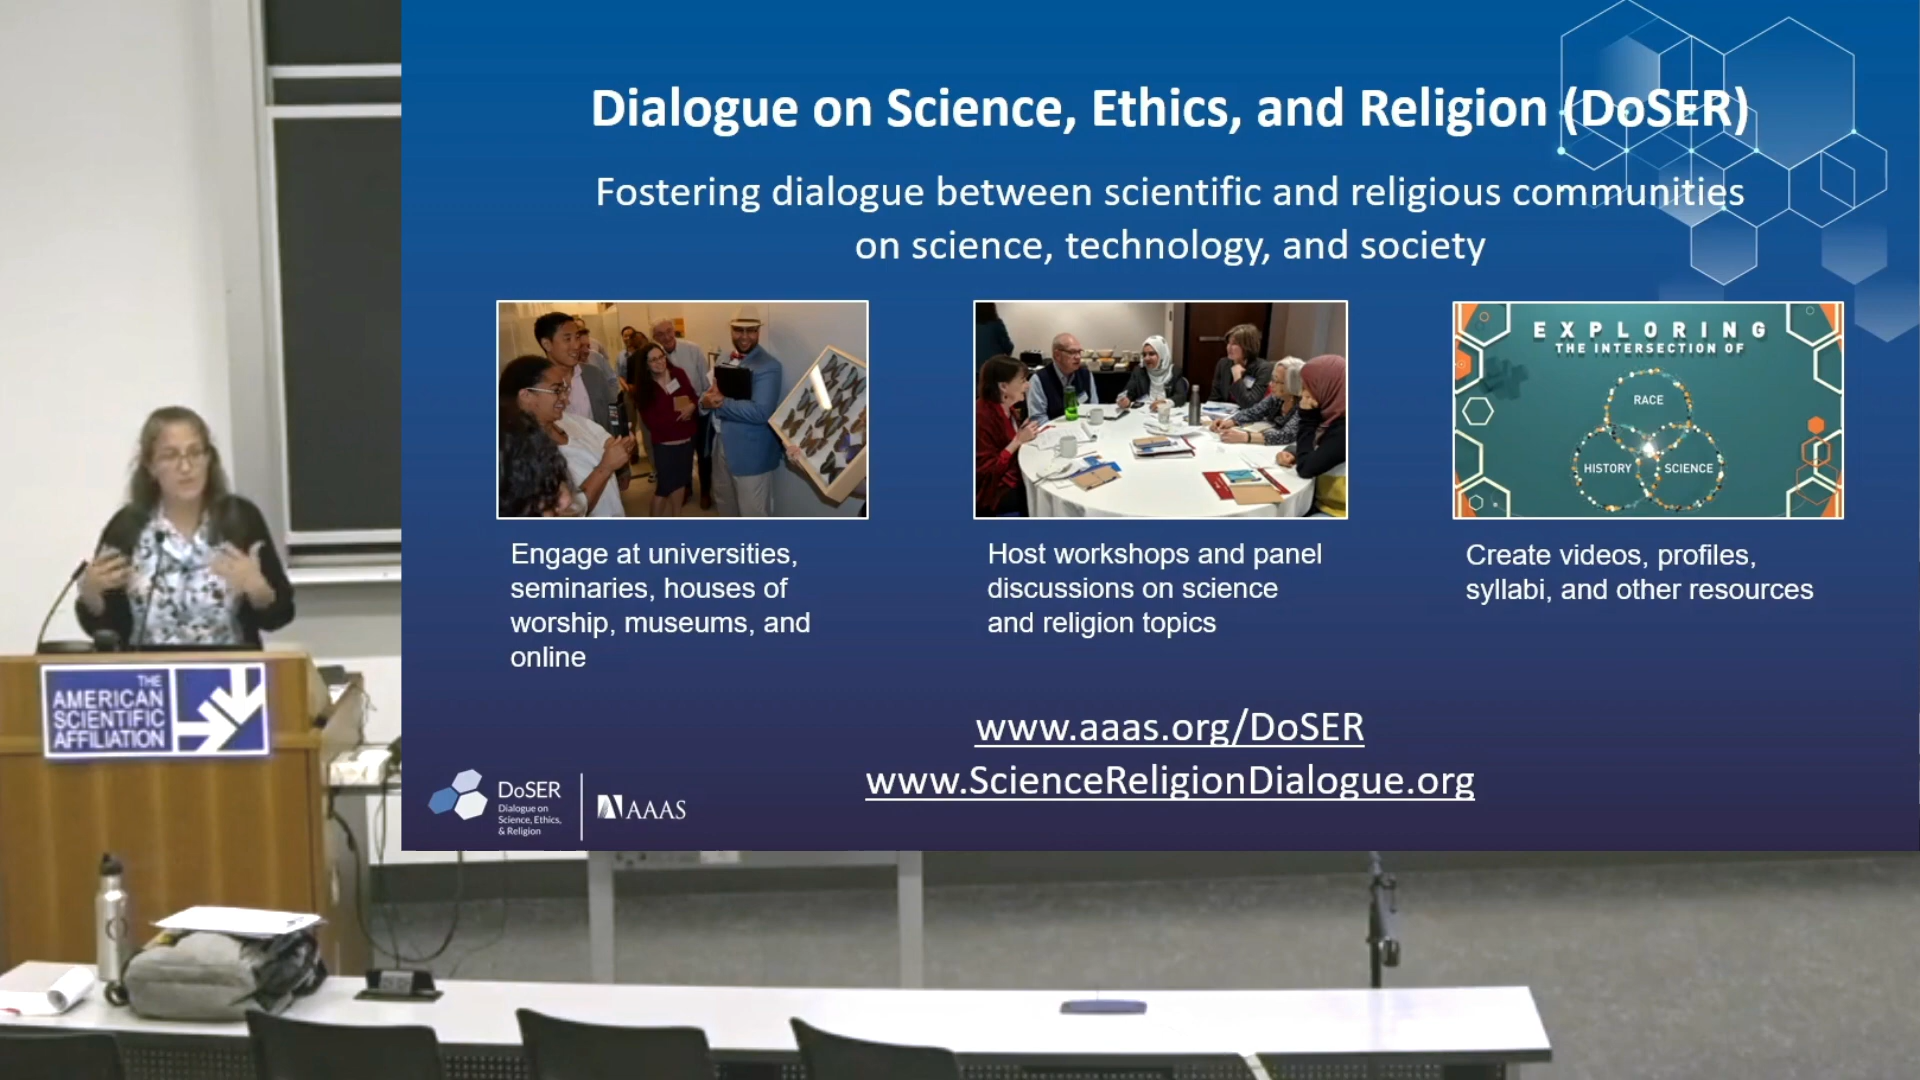 Dialogue on Science, Ethics, and Religion (DoSER)
Fostering dialogue between scientific and religious communities
on science, technology, and society
EXPLORING
THE INTERSECTION OF
RACE
HISTORY
SCIENCE
Engage at universities,
seminaries, houses of
worship, museums, and
online
Host workshops and panel
discussions on science
and religion topics
Create videos, profiles,
syllabi, and other resources
www.aaas.org/DoSER
www.ScienceReligionDialogue.org
DoSER
Dialogue on
Science, Ethics,
& Religion
AAAS
THE
AMERICAN
SCIENTIFIC
AFFILIATION